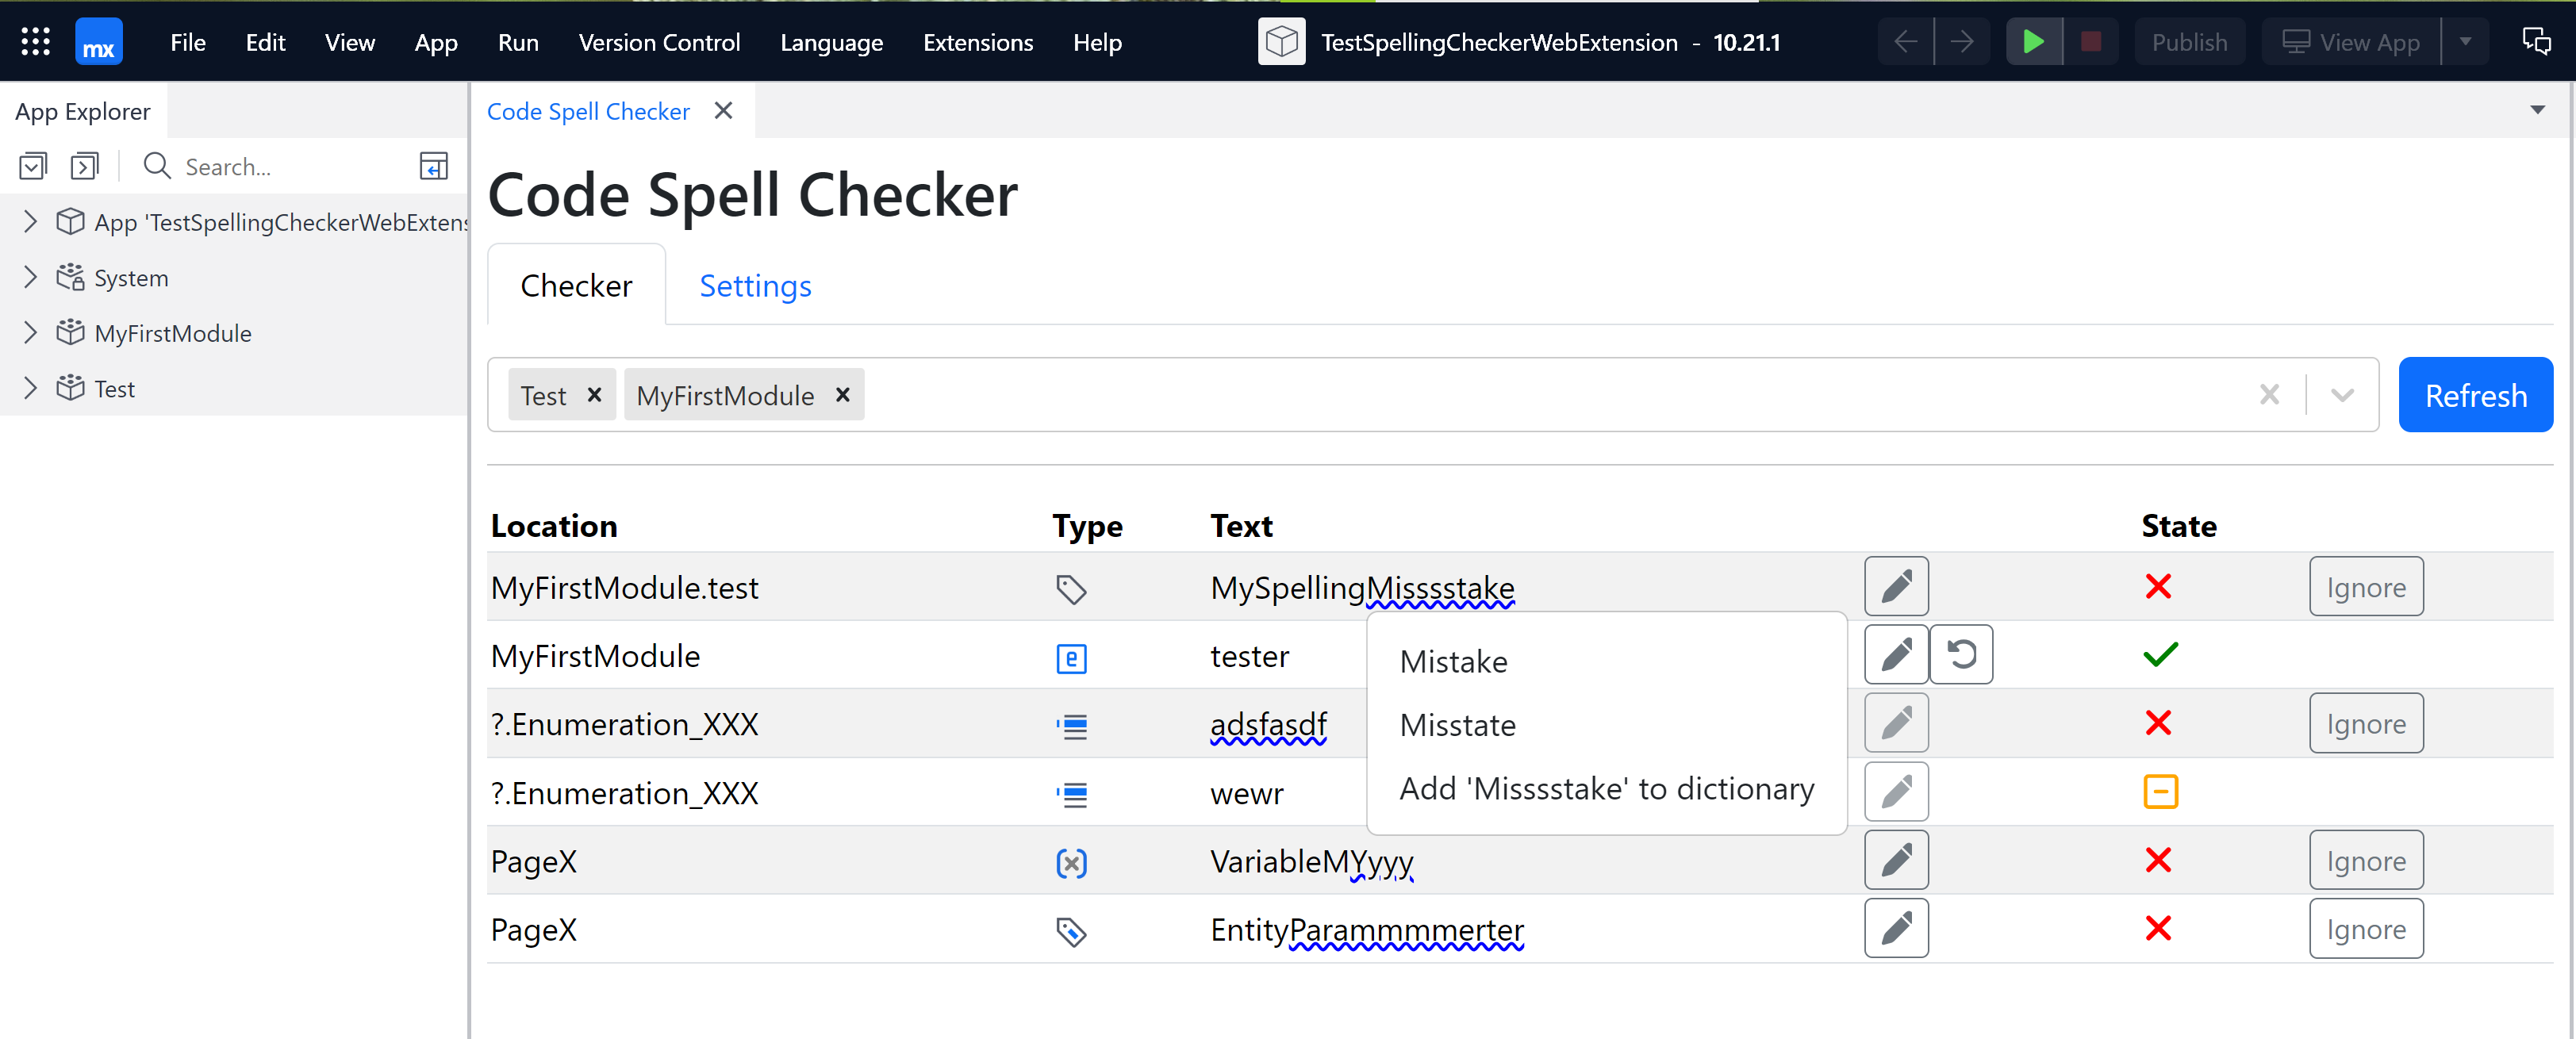 mx File Edit View App Run Version Control Language Extensions Help TestSpellingCheckerWebExtension - 10.21.1 Publish View App
App Explorer
Code Spell Checker
Search...
Code Spell Checker
App 'TestSpellingCheckerWebExtens
System
MyFirstModule
Test
Checker Settings
Test MyFirstModule Refresh
Location Type Text State
MyFirstModule.test MySpellingMisssstake Ignore
MyFirstModule e tester
?.Enumeration_XXX adsfasdf Ignore
?.Enumeration_XXX wewr
PageX VariableMYyyy Ignore
PageX EntityParammmmerter Ignore
Mistake
Misstate
Add 'Misssstake' to dictionary